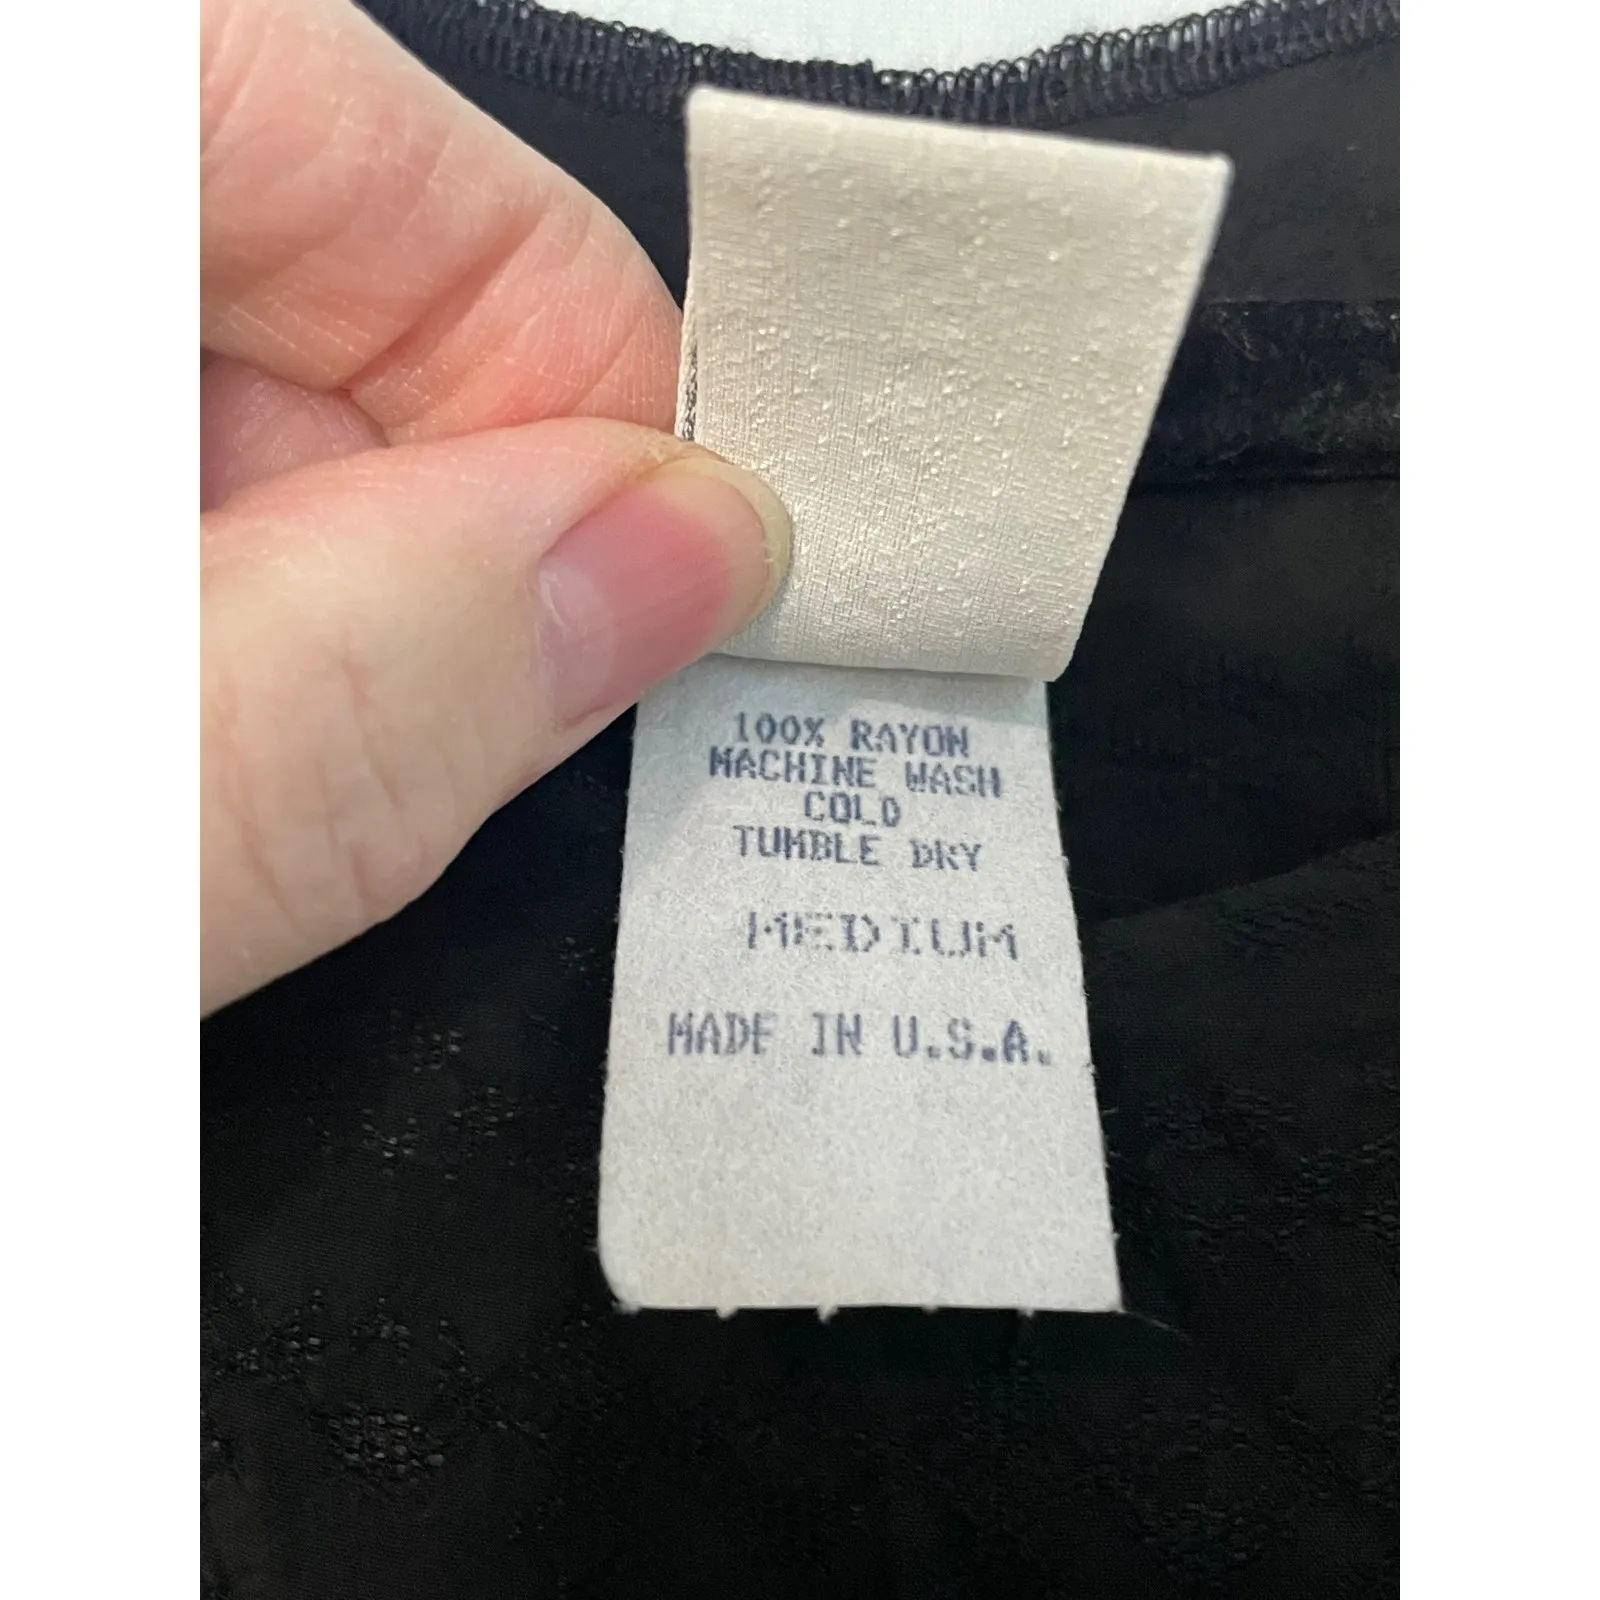 100% RAYON
MACHINE WASH
COLD
TUMBLE DRY
MEDIUM
MADE IN U.S.A.